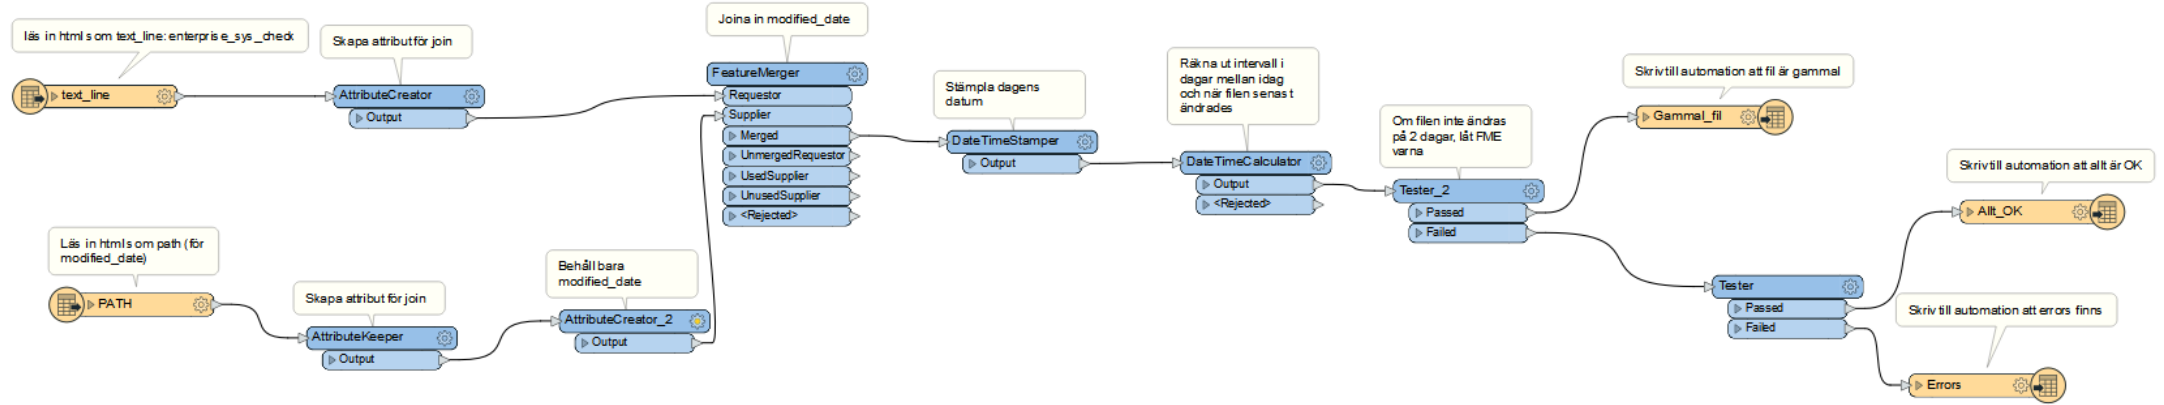 läs in html som text_line: enterprise_sys_check
text_line
Skapa attribut för join
AttributeCreator
Output
Joina in modified_date
FeatureMerger
Requestor
Supplier
Merged
UnmergedRequestor
UsedSupplier
UnusedSupplier
<Rejected>
Stämpla dagens
datum
DateTimeStamper
Output
Räkna ut intervall i
dagar mellan idag
och när filen senast
ändrades
DateTimeCalculator
Output
<Rejected>
Om filen inte ändras
på 2 dagar, låt FME
varna
Tester_2
Passed
Failed
Skriv till automation att fil är gammal
Gammal_fil
Skriv till automation att allt är OK
Allt_OK
Läs in html som path (för
modified_date)
PATH
Skapa attribut för join
AttributeKeeper
Output
Behåll bara
modified_date
AttributeCreator_2
Output
Tester
Passed
Failed
Skriv till automation att errors finns
Errors